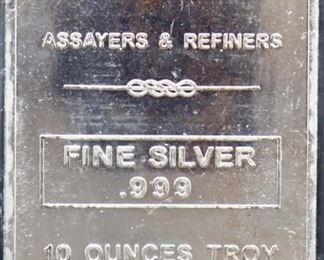 ASSAYERS & REFINERS
FINE SILVER
.999
10 OUNCES TROY